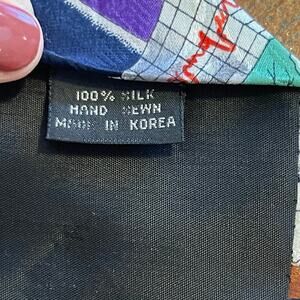 100% SILK
HAND SEWN
MADE IN KOREA